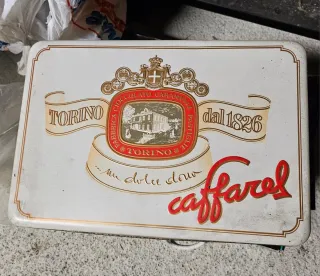 TORINO dal 1826
TORINO
un dolce dono
caffarel